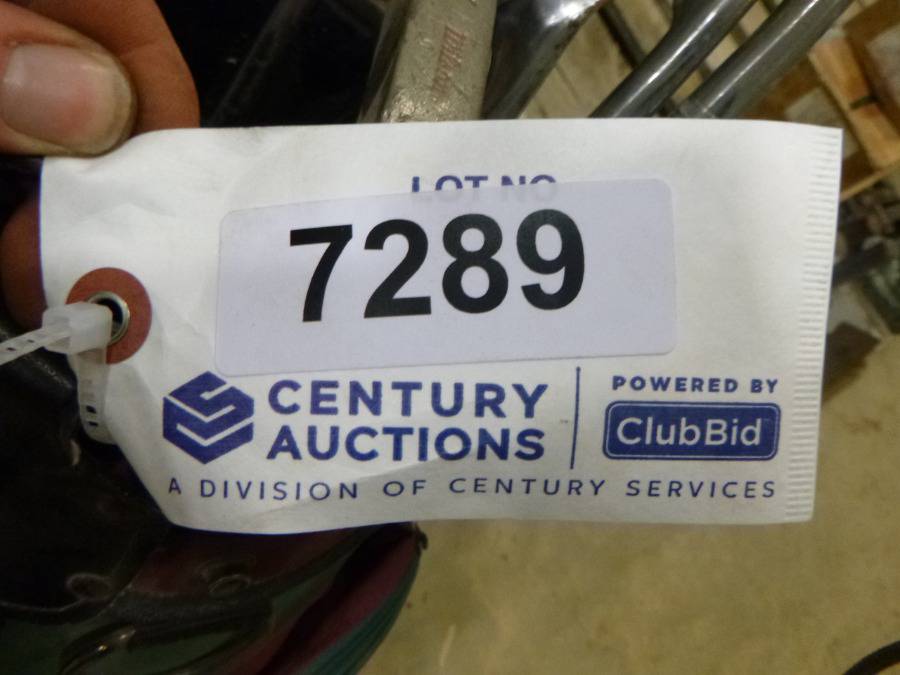 LOT NO
7289
CENTURY
AUCTIONS
POWERED BY
ClubBid
A DIVISION OF CENTURY SERVICES